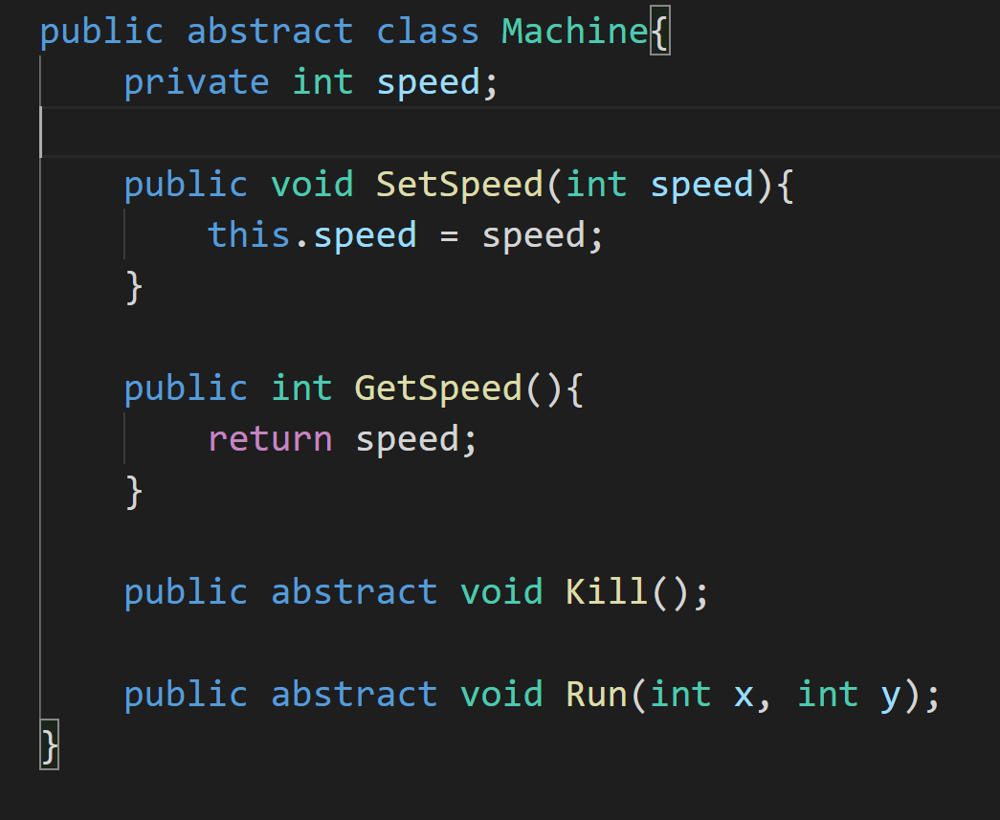 public abstract class Machine{
    private int speed;

    public void SetSpeed(int speed){
        this.speed = speed;
    }

    public int GetSpeed(){
        return speed;
    }

    public abstract void Kill();

    public abstract void Run(int x, int y);
}